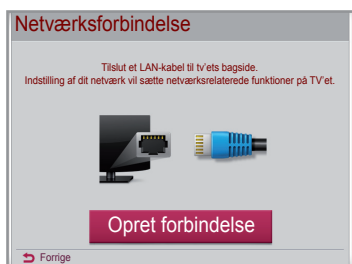 Netværksforbindelse
Tilslut et LAN-kabel til tv'ets bagside.
Indstilling af dit netværk vil sætte netværksrelaterede funktioner på TV'et.
Opret forbindelse
Forrige